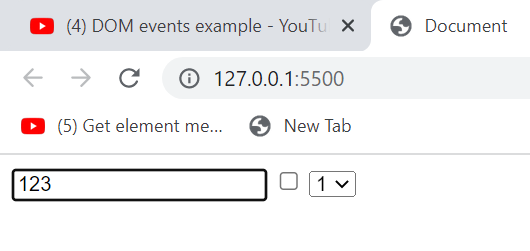 (4) DOM events example - YouTu
Document
127.0.0.1:5500
(5) Get element me...
New Tab
123
1